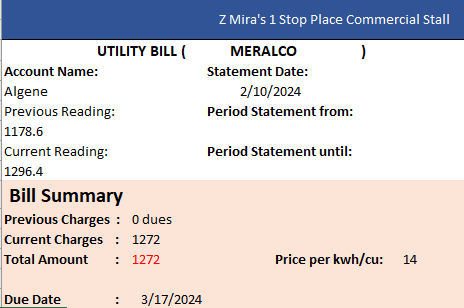 Z Mira's 1 Stop Place Commercial Stall
UTILITY BILL ( MERALCO )
Account Name: Statement Date:
Algene 2/10/2024
Previous Reading: Period Statement from:
1178.6
Current Reading: Period Statement until:
1296.4
Bill Summary
Previous Charges : 0 dues
Current Charges : 1272
Total Amount : 1272 Price per kwh/cu: 14
Due Date : 3/17/2024